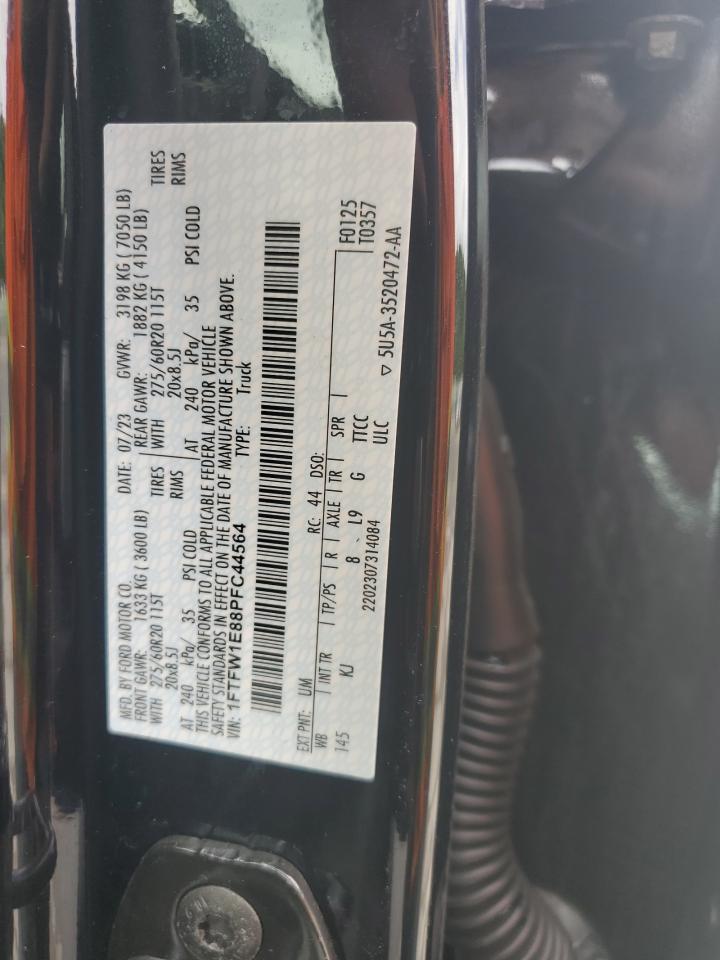 MFD. BY FORD MOTOR CO. DATE: 07/23 GVWR: 3198 KG ( 7050 LB)
FRONT GAWR: 1633 KG ( 3600 LB) REAR GAWR: 1882 KG ( 4150 LB)
WITH 275/60R20 115T TIRES WITH 275/60R20 115T TIRES
20x8.5J RIMS 20x8.5J RIMS
AT 240 kPa/ 35 PSI COLD AT 240 kPa/ 35 PSI COLD
THIS VEHICLE CONFORMS TO ALL APPLICABLE FEDERAL MOTOR VEHICLE
SAFETY STANDARDS IN EFFECT ON THE DATE OF MANUFACTURE SHOWN ABOVE.
VIN: 1FTFW1E88PFC44564 TYPE: Truck
EXT PNT: UM RC: 44 DSO: F0125
WB INT TR TP/PS R AXLE TR SPR T0357
145 KJ 8 L9 G TTCC
2202307314084 ULC
▽ 5U5A-3520472-AA